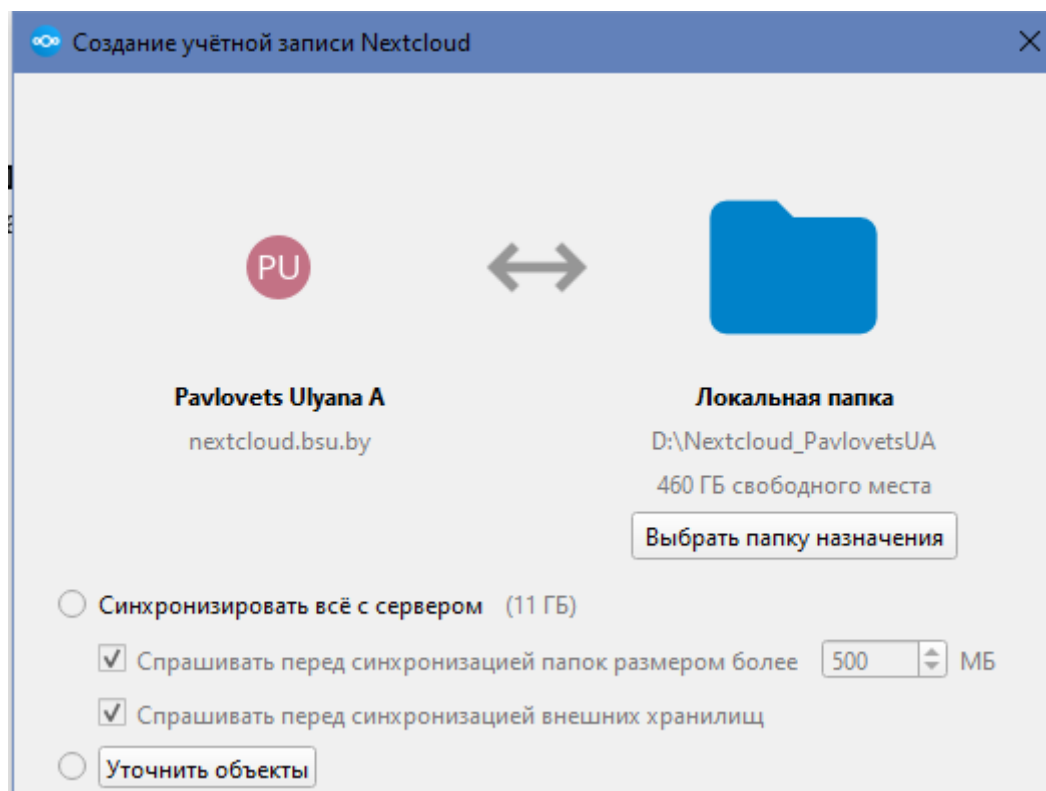 Создание учётной записи Nextcloud
PU
Pavlovets Ulyana A
nextcloud.bsu.by
Локальная папка
D:\Nextcloud_PavlovetsUA
460 ГБ свободного места
Выбрать папку назначения
Синхронизировать всё с сервером (11 ГБ)
Спрашивать перед синхронизацией папок размером более 500 МБ
Спрашивать перед синхронизацией внешних хранилищ
Уточнить объекты